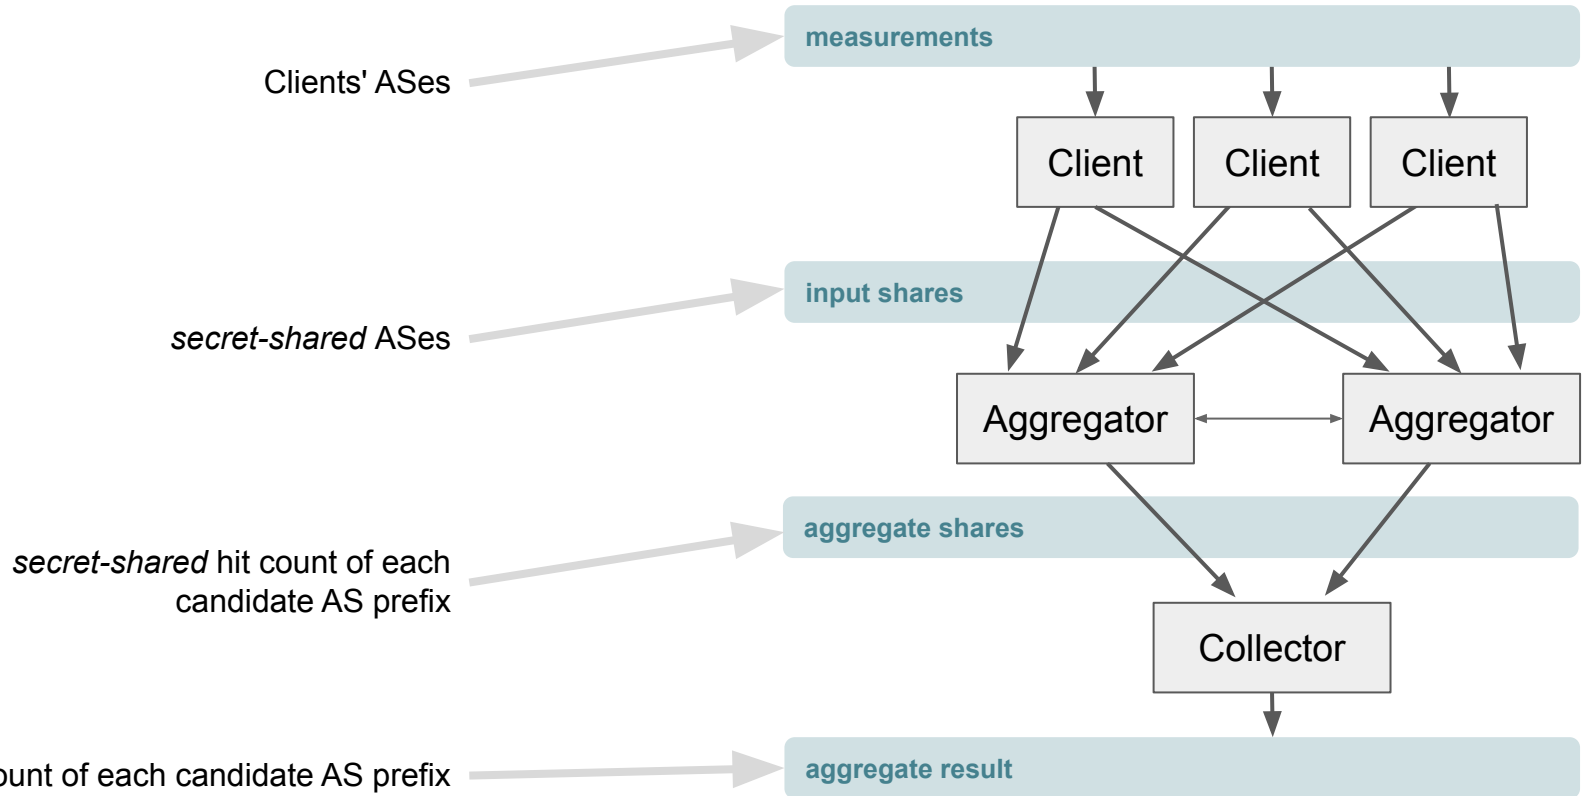 measurements
Clients' ASes
Client Client Client
input shares
secret-shared ASes
Aggregator Aggregator
aggregate shares
secret-shared hit count of each
candidate AS prefix
Collector
of each candidate AS prefix
aggregate result